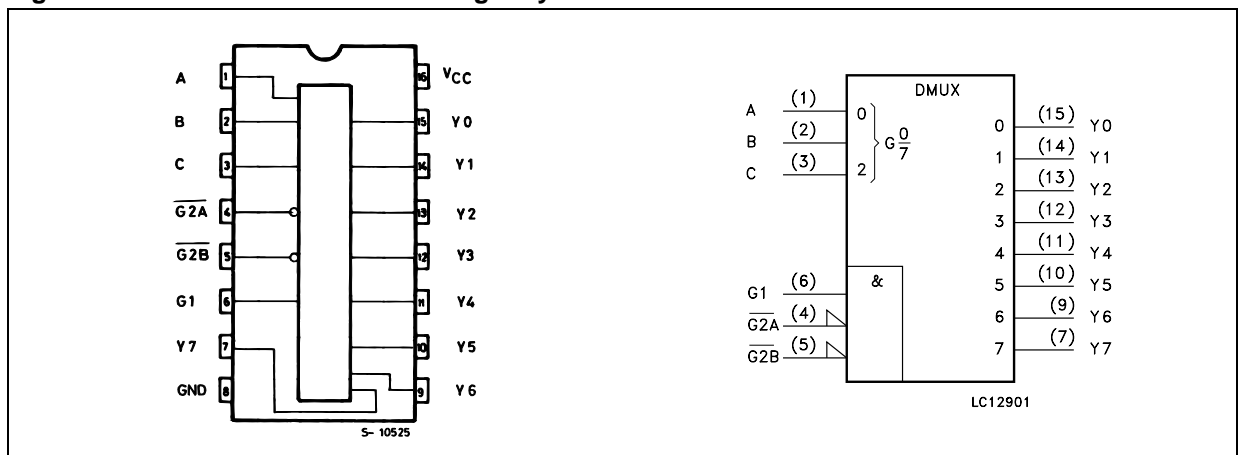 A 1 16 VCC
B 2 15 Y0
C 3 14 Y1
G2A 4 13 Y2
G2B 5 12 Y3
G1 6 11 Y4
Y7 7 10 Y5
GND 8 9 Y6
S- 10525
DMUX
A (1) 0
B (2) G 0/7
C (3) 2
G1 (6) &
G2A (4)
G2B (5)
0 (15) Y0
1 (14) Y1
2 (13) Y2
3 (12) Y3
4 (11) Y4
5 (10) Y5
6 (9) Y6
7 (7) Y7
LC12901